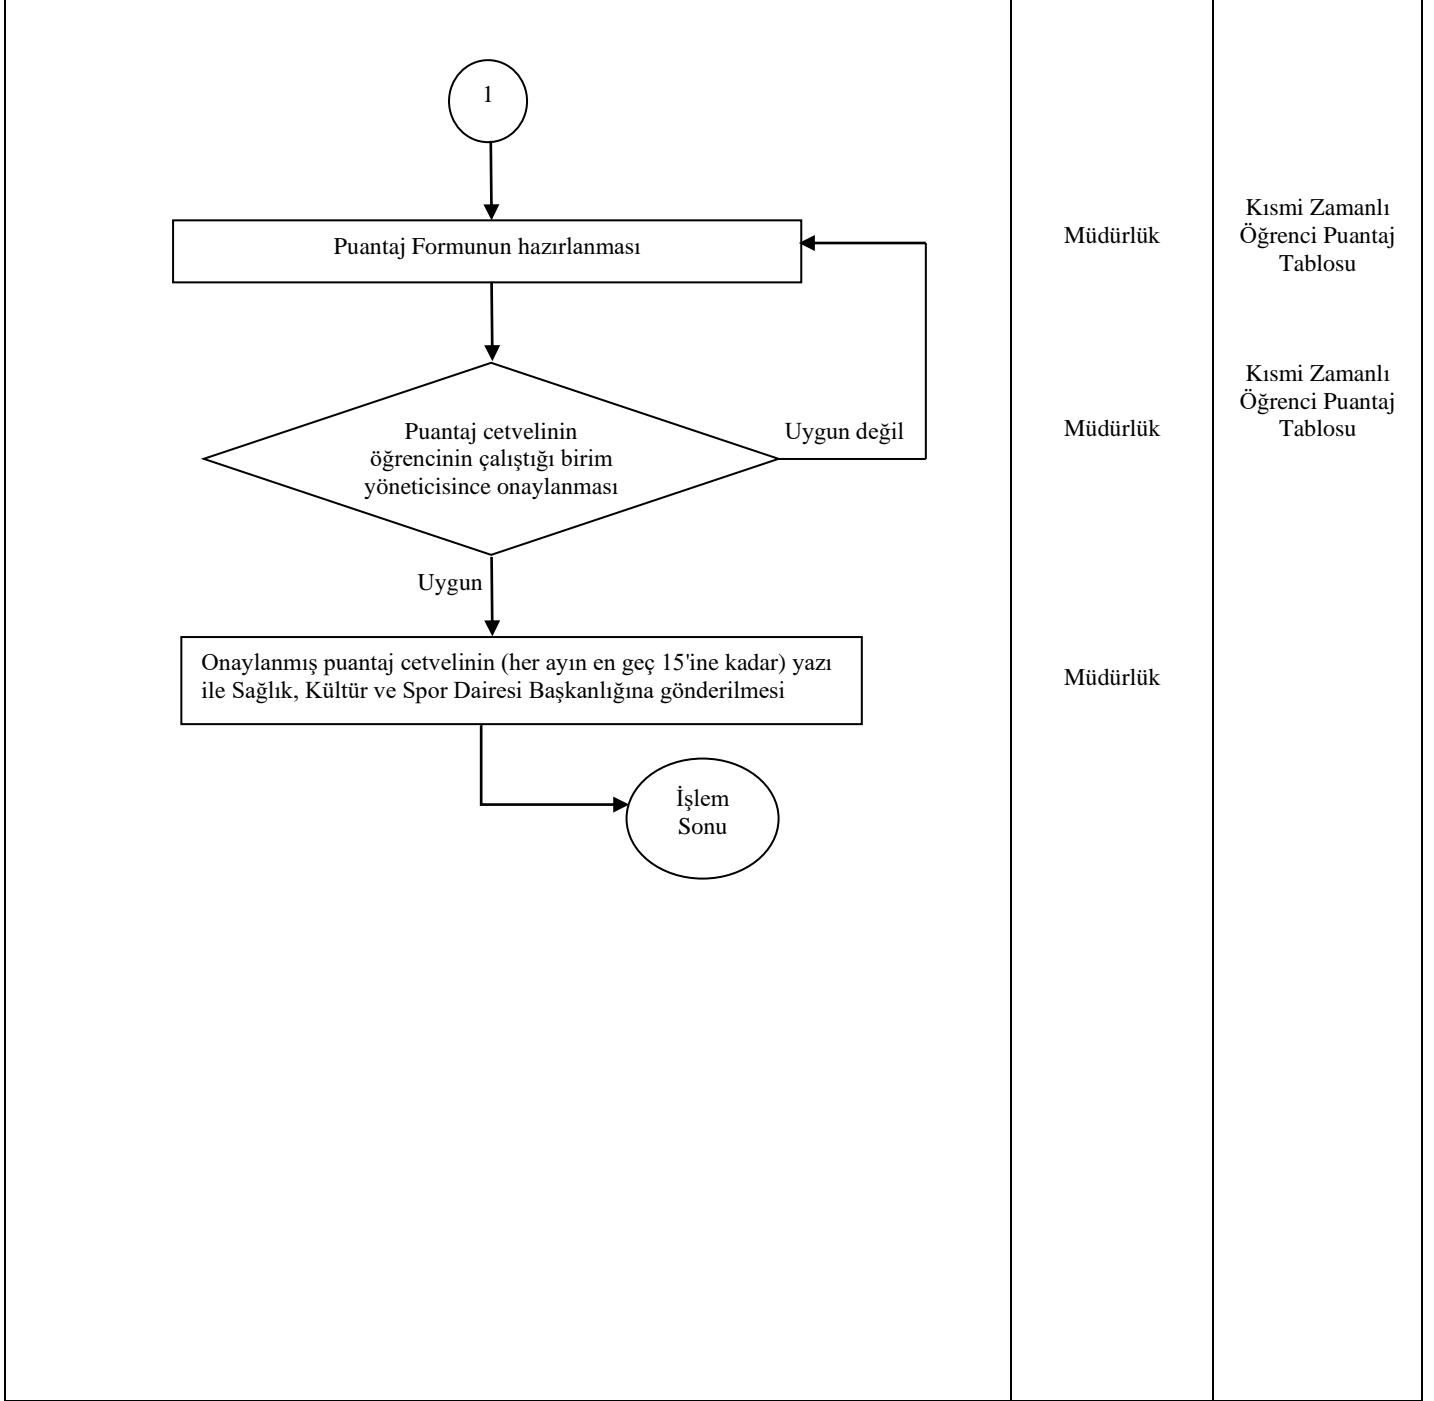 1
Puantaj Formunun hazırlanması
Müdürlük
Kısmi Zamanlı
Öğrenci Puantaj
Tablosu
Puantaj cetvelinin
öğrencinin çalıştığı birim
yöneticisince onaylanması
Uygun değil
Müdürlük
Kısmi Zamanlı
Öğrenci Puantaj
Tablosu
Uygun
Onaylanmış puantaj cetvelinin (her ayın en geç 15'ine kadar) yazı
ile Sağlık, Kültür ve Spor Dairesi Başkanlığına gönderilmesi
Müdürlük
İşlem
Sonu